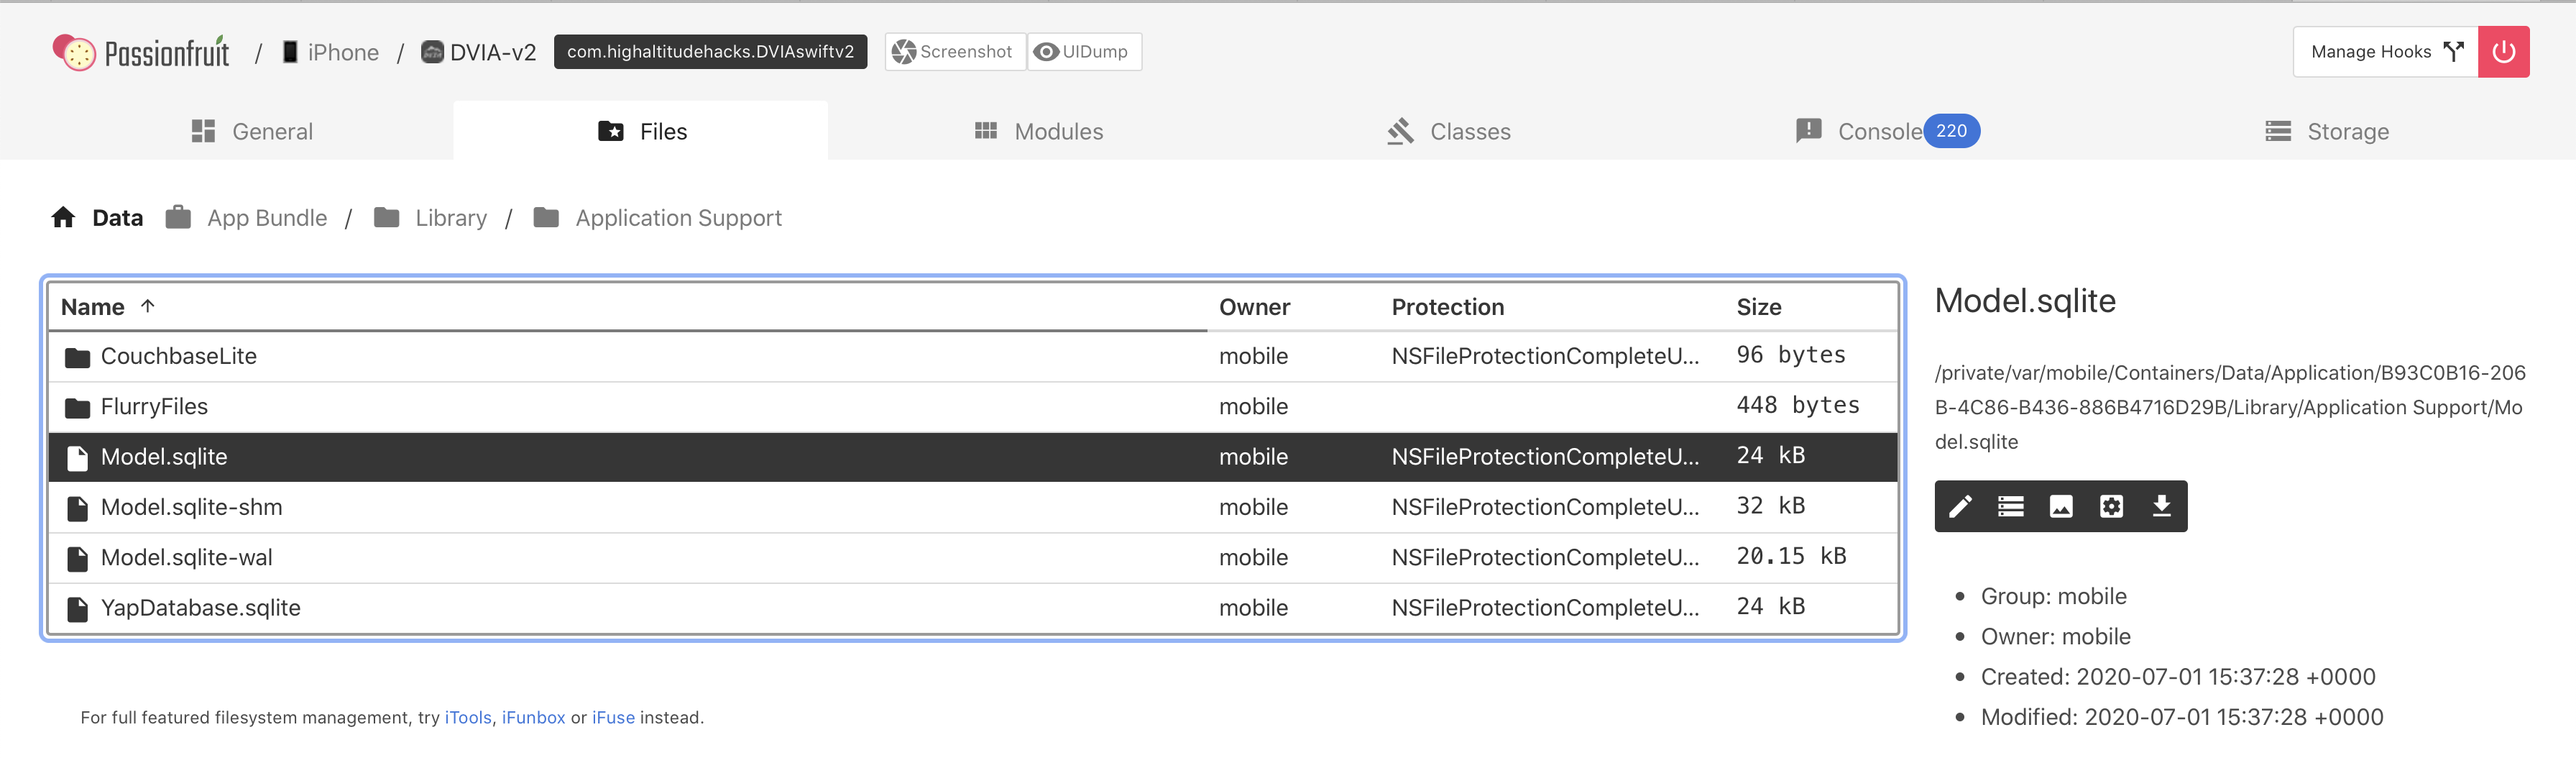 Passionfruit / iPhone / DVIA-v2 com.highaltitudehacks.DVIAswiftv2 Screenshot UIDump Manage Hooks
General Files Modules Classes Console 220 Storage
Data App Bundle / Library / Application Support
Name ↑ Owner Protection Size
CouchbaseLite mobile NSFileProtectionCompleteU... 96 bytes
FlurryFiles mobile 448 bytes
Model.sqlite mobile NSFileProtectionCompleteU... 24 kB
Model.sqlite-shm mobile NSFileProtectionCompleteU... 32 kB
Model.sqlite-wal mobile NSFileProtectionCompleteU... 20.15 kB
YapDatabase.sqlite mobile NSFileProtectionCompleteU... 24 kB
For full featured filesystem management, try iTools, iFunbox or iFuse instead.
Model.sqlite
/private/var/mobile/Containers/Data/Application/B93C0B16-206
B-4C86-B436-886B4716D29B/Library/Application Support/Mo
del.sqlite
• Group: mobile
• Owner: mobile
• Created: 2020-07-01 15:37:28 +0000
• Modified: 2020-07-01 15:37:28 +0000